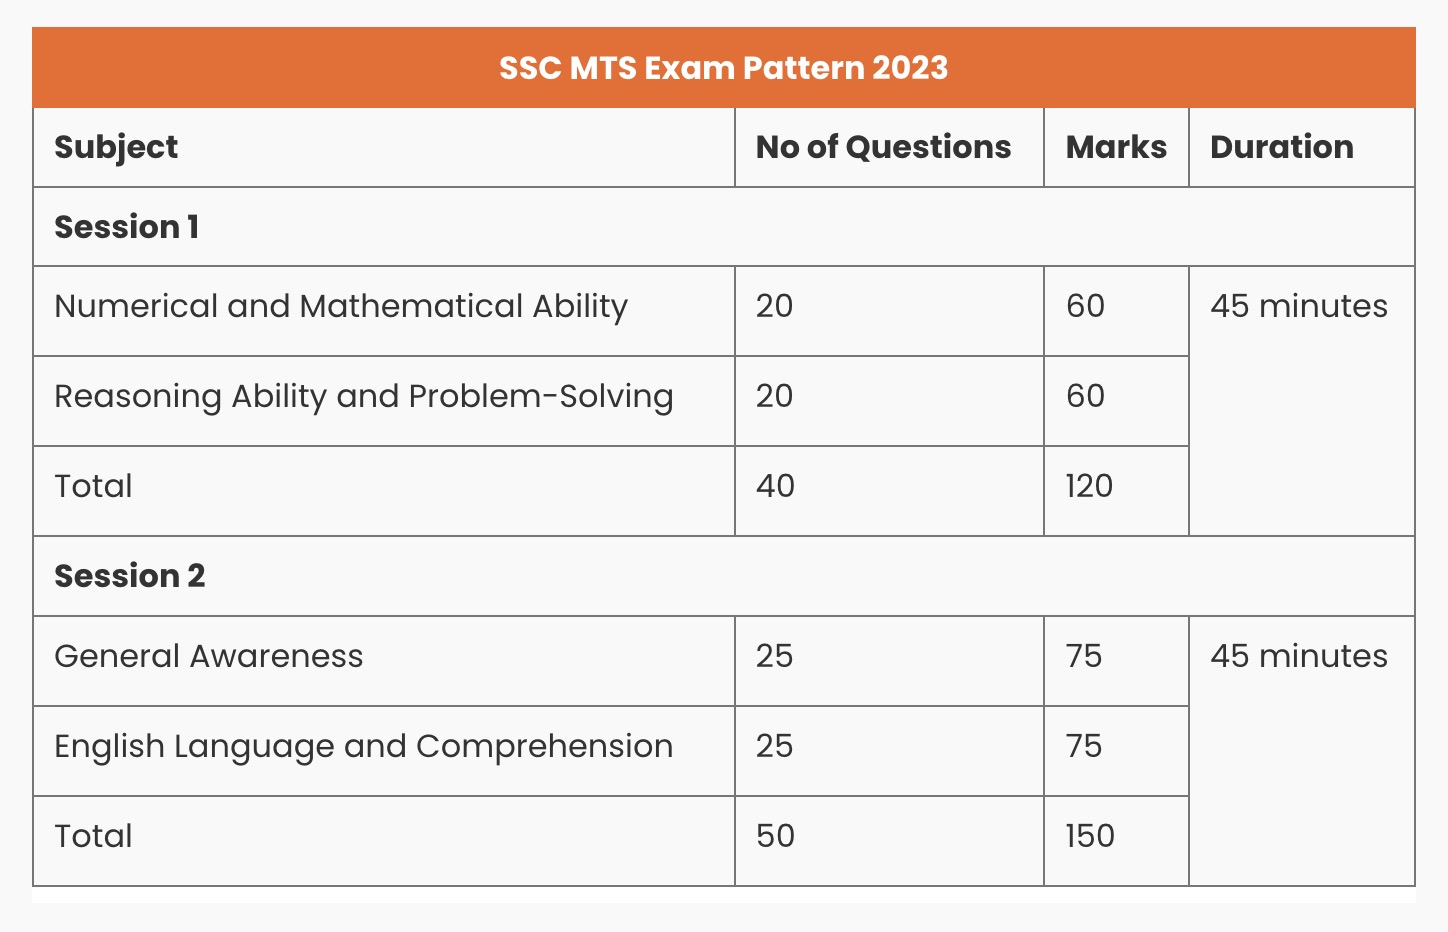 SSC MTS Exam Pattern 2023
Subject No of Questions Marks Duration
Session 1
Numerical and Mathematical Ability 20 60 45 minutes
Reasoning Ability and Problem-Solving 20 60
Total 40 120
Session 2
General Awareness 25 75 45 minutes
English Language and Comprehension 25 75
Total 50 150